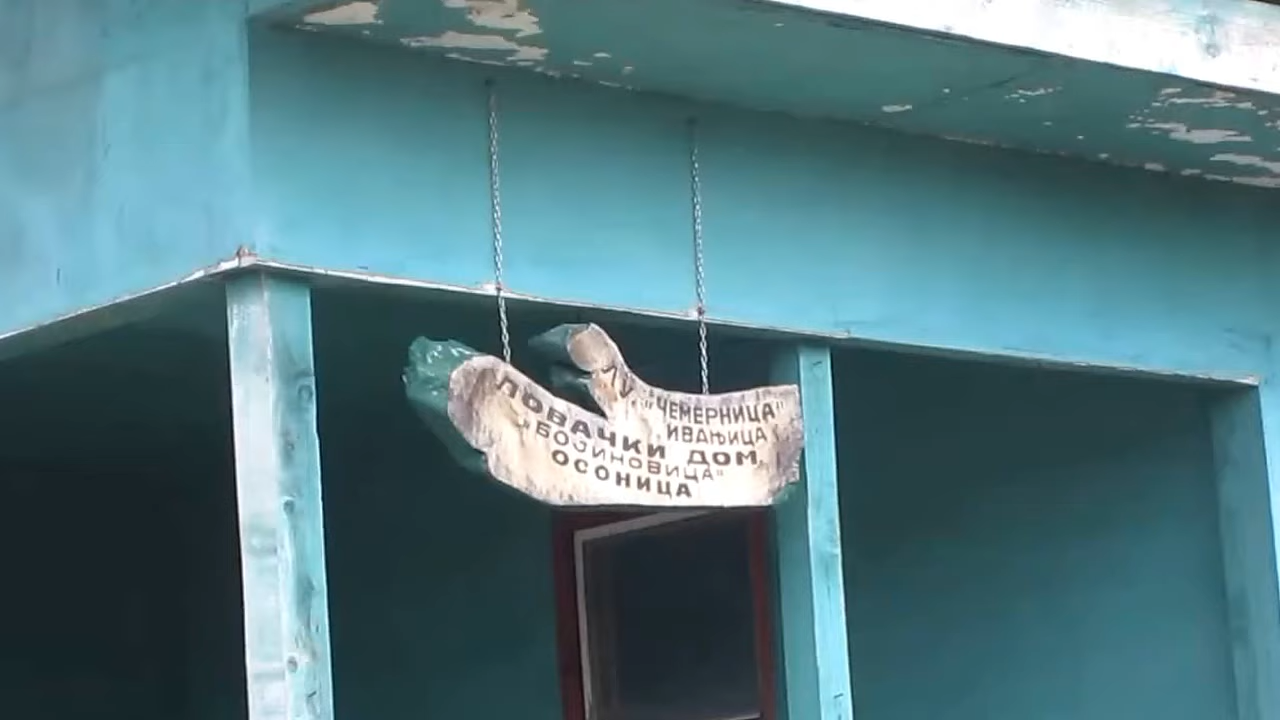 ЛУ "ЧЕМЕРНИЦА"
ИВАЊИЦА
ЛОВАЧКИ ДОМ
"БОЈИНОВИЦА"
ОСОНИЦА